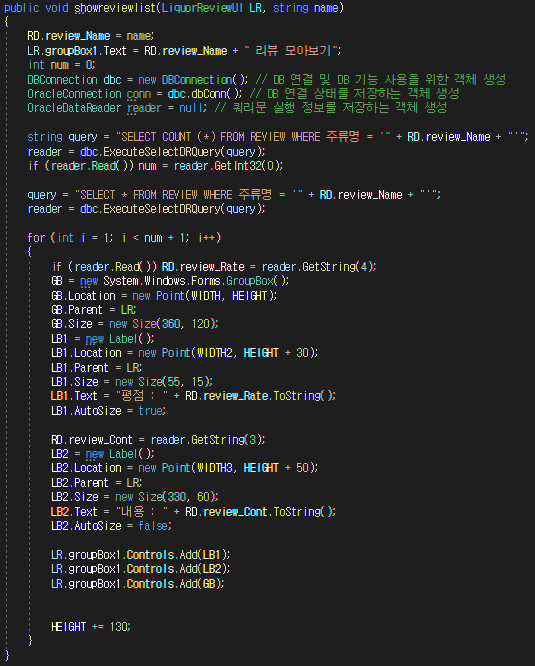 public void showreviewlist(LiquorReviewUI LR, string name)
{
RD.review_Name = name;
LR.groupBox1.Text = RD.review_Name + " 리뷰 모아보기";
int num = 0;
DBConnection dbc = new DBConnection(); // DB 연결 및 DB 기능 사용을 위한 객체 생성
OracleConnection conn = dbc.dbConn(); // DB 연결 상태를 저장하는 객체 생성
OracleDataReader reader = null; // 쿼리문 실행 정보를 저장하는 객체 생성
string query = "SELECT COUNT (*) FROM REVIEW WHERE 주류명 = '" + RD.review_Name + "'";
reader = dbc.ExecuteSelectDRQuery(query);
if (reader.Read()) num = reader.GetInt32(0);
query = "SELECT * FROM REVIEW WHERE 주류명 = '" + RD.review_Name + "'";
reader = dbc.ExecuteSelectDRQuery(query);
for (int i = 1; i < num + 1; i++)
{
if (reader.Read()) RD.review_Rate = reader.GetString(4);
GB = new System.Windows.Forms.GroupBox();
GB.Location = new Point(WIDTH, HEIGHT);
GB.Parent = LR;
GB.Size = new Size(360, 120);
LB1 = new Label();
LB1.Location = new Point(WIDTH2, HEIGHT + 30);
LB1.Parent = LR;
LB1.Size = new Size(55, 15);
LB1.Text = "평점 : " + RD.review_Rate.ToString();
LB1.AutoSize = true;
RD.review_Cont = reader.GetString(3);
LB2 = new Label();
LB2.Location = new Point(WIDTH3, HEIGHT + 50);
LB2.Parent = LR;
LB2.Size = new Size(330, 60);
LB2.Text = "내용 : " + RD.review_Cont.ToString();
LB2.AutoSize = false;
LR.groupBox1.Controls.Add(LB1);
LR.groupBox1.Controls.Add(LB2);
LR.groupBox1.Controls.Add(GB);
HEIGHT += 130;
}
}